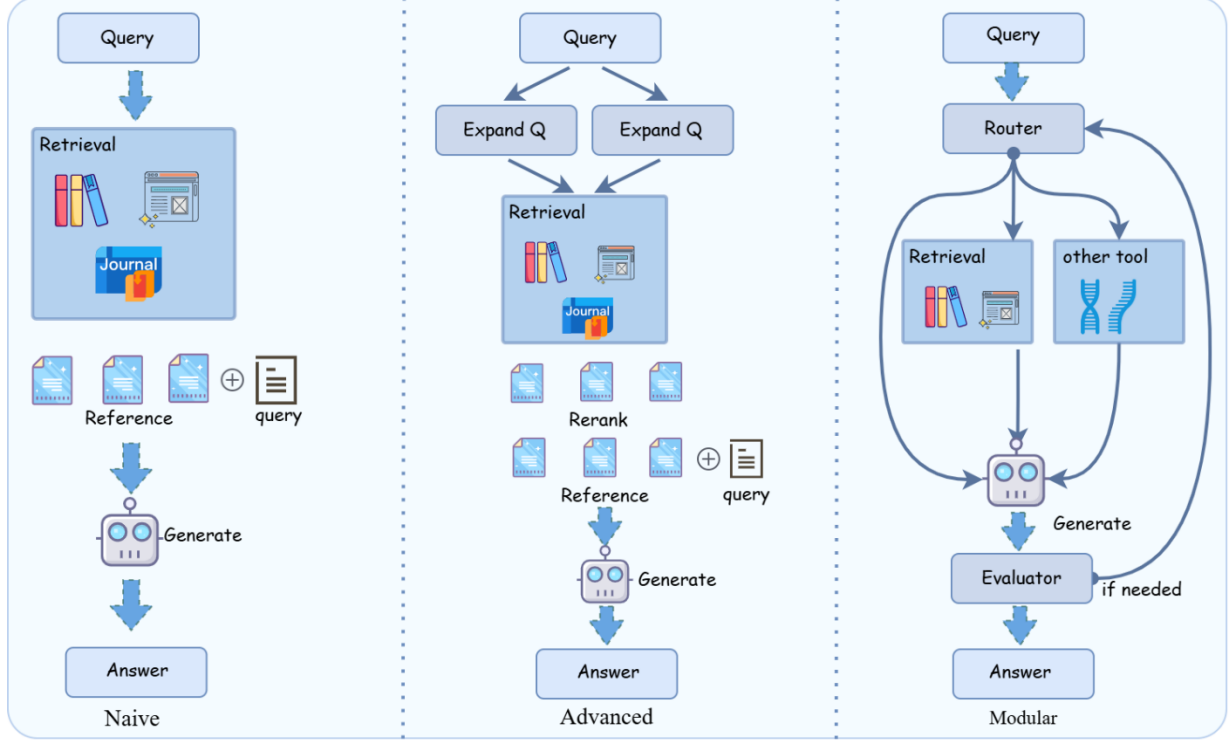 Query
Retrieval
Journal
Reference
query
Generate
Answer
Naive
Query
Expand Q
Expand Q
Retrieval
Journal
Rerank
Reference
query
Generate
Answer
Advanced
Query
Router
Retrieval
other tool
Generate
Evaluator
if needed
Answer
Modular